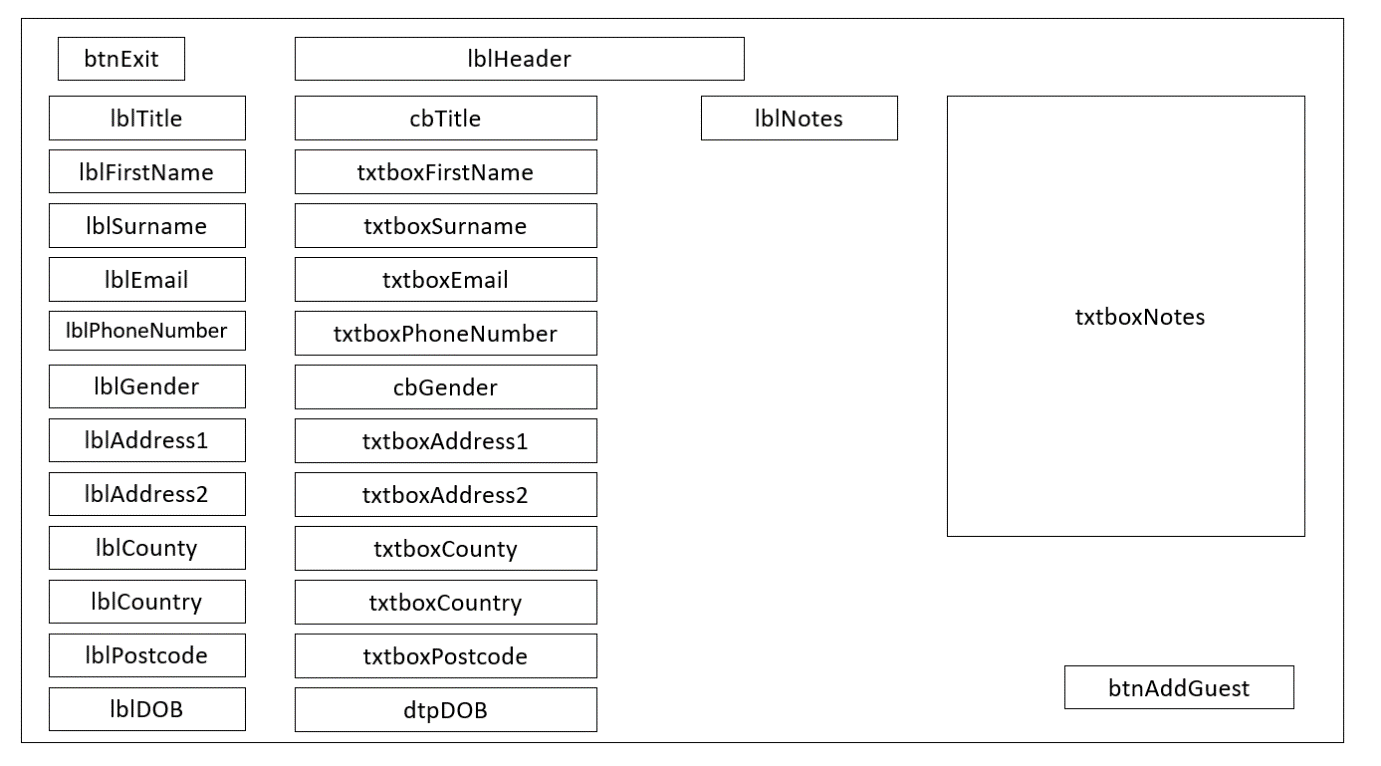 btnExit
lblHeader
lblTitle
cbTitle
lblNotes
lblFirstName
txtboxFirstName
lblSurname
txtboxSurname
lblEmail
txtboxEmail
txtboxNotes
lblPhoneNumber
txtboxPhoneNumber
lblGender
cbGender
lblAddress1
txtboxAddress1
lblAddress2
txtboxAddress2
lblCounty
txtboxCounty
lblCountry
txtboxCountry
lblPostcode
txtboxPostcode
btnAddGuest
lblDOB
dtpDOB